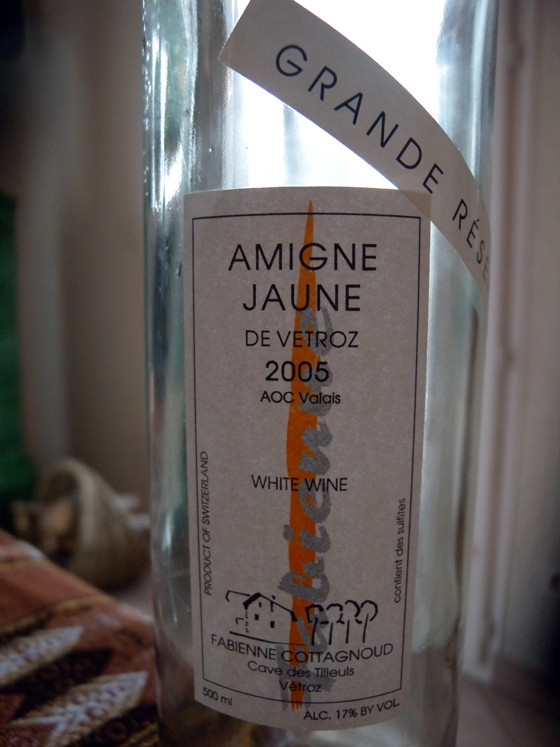 GRANDE RÉSE
AMIGNE
JAUNE
DE VETROZ
2005
AOC Valais
WHITE WINE
PRODUCT OF SWITZERLAND
contient des sulfites
FABIENNE COTTAGNOUD
Cave des Tilleuls
Vétroz
500 ml
ALC. 17% BY VOL.